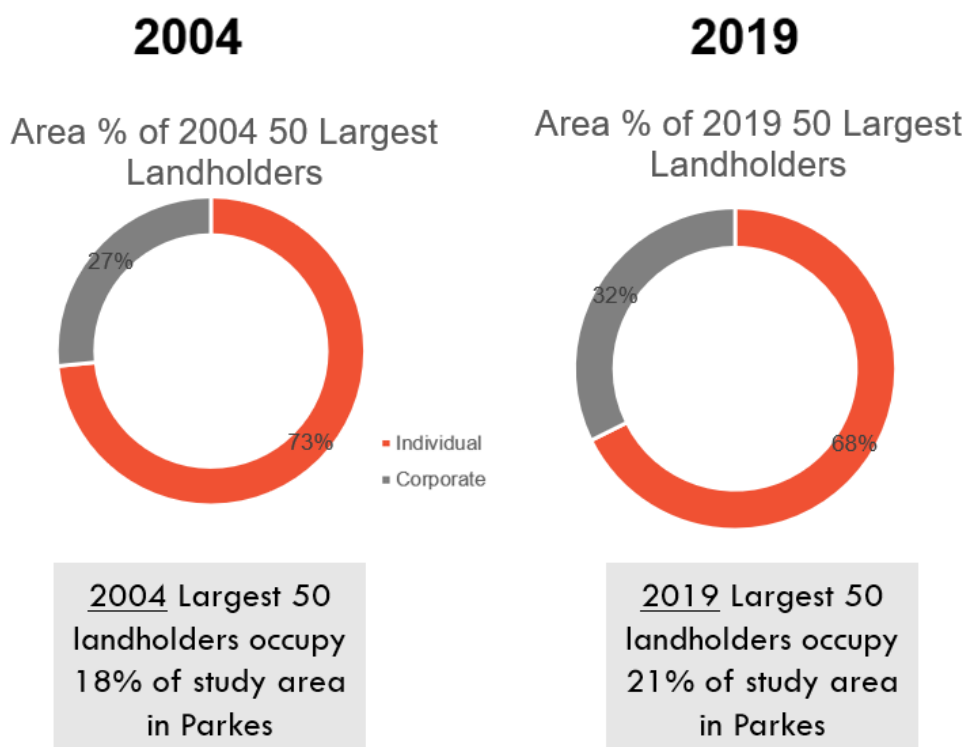 2004
Area % of 2004 50 Largest
Landholders
27%
73%
Individual
Corporate
2004 Largest 50
landholders occupy
18% of study area
in Parkes
2019
Area % of 2019 50 Largest
Landholders
32%
68%
2019 Largest 50
landholders occupy
21% of study area
in Parkes